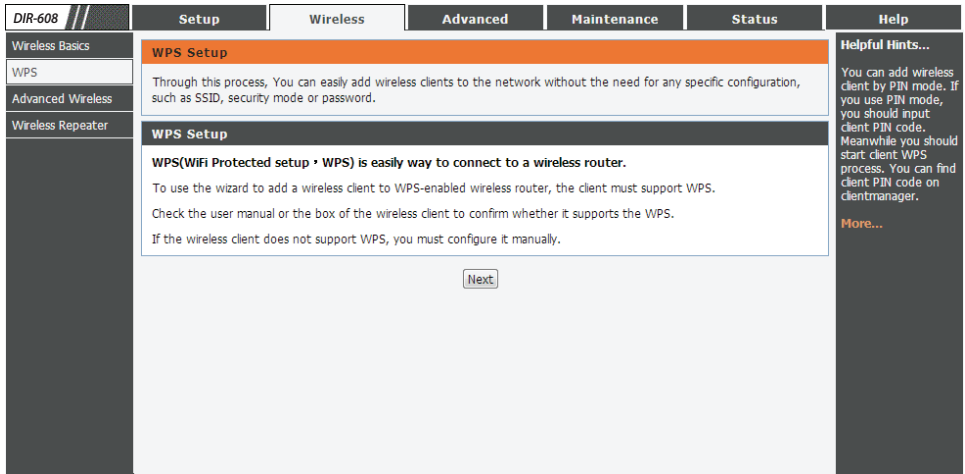 DIR-608
Setup
Wireless
Advanced
Maintenance
Status
Help
Wireless Basics
WPS
Advanced Wireless
Wireless Repeater
WPS Setup
Through this process, You can easily add wireless clients to the network without the need for any specific configuration,
such as SSID, security mode or password.
WPS Setup
WPS(WiFi Protected setup,WPS) is easily way to connect to a wireless router.
To use the wizard to add a wireless client to WPS-enabled wireless router, the client must support WPS.
Check the user manual or the box of the wireless client to confirm whether it supports the WPS.
If the wireless client does not support WPS, you must configure it manually.
Next
Helpful Hints...
You can add wireless
client by PIN mode. If
you use PIN mode,
you should input
client PIN code.
Meanwhile you should
start client WPS
process. You can find
client PIN code on
clientmanager.
More...